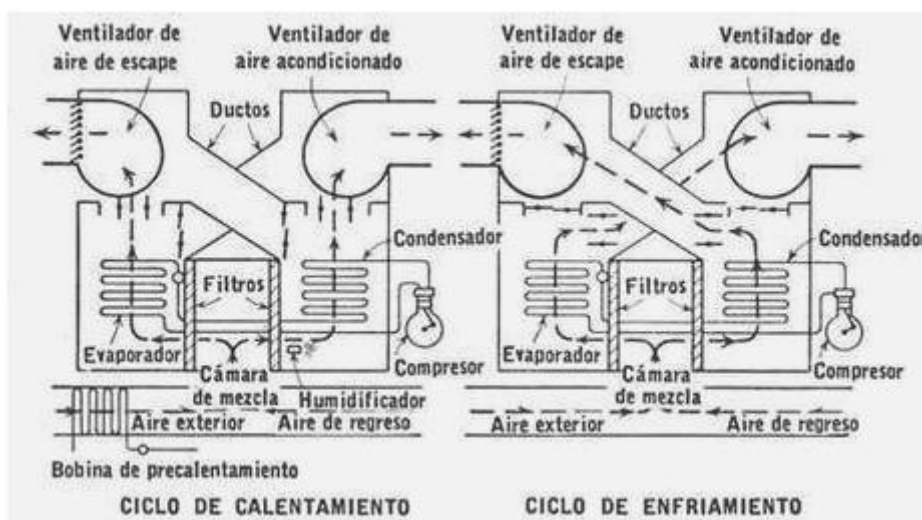 Ventilador de
aire de escape
Ventilador de
aire acondicionado
Ductos
Condensador
Filtros
Evaporador
Compresor
Cámara
de mezcla
Humidificador
Aire exterior
Aire de regreso
Bobina de precalentamiento
CICLO DE CALENTAMIENTO
Ventilador de
aire de escape
Ventilador de
aire acondicionado
Ductos
Condensador
Filtros
Evaporador
Compresor
Cámara
de mezcla
Aire exterior
Aire de regreso
CICLO DE ENFRIAMIENTO